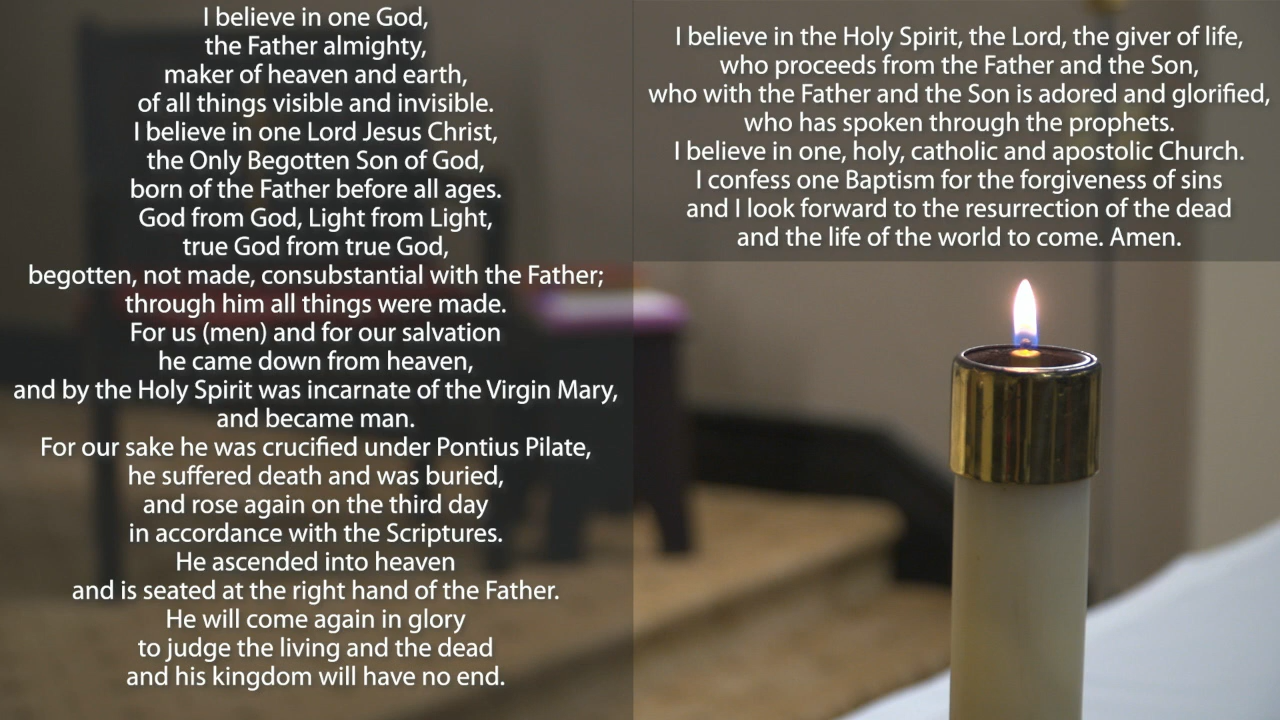 I believe in one God,
the Father almighty,
maker of heaven and earth,
of all things visible and invisible.
I believe in one Lord Jesus Christ,
the Only Begotten Son of God,
born of the Father before all ages.
God from God, Light from Light,
true God from true God,
begotten, not made, consubstantial with the Father;
through him all things were made.
For us (men) and for our salvation
he came down from heaven,
and by the Holy Spirit was incarnate of the Virgin Mary,
and became man.
For our sake he was crucified under Pontius Pilate,
he suffered death and was buried,
and rose again on the third day
in accordance with the Scriptures.
He ascended into heaven
and is seated at the right hand of the Father.
He will come again in glory
to judge the living and the dead
and his kingdom will have no end.
I believe in the Holy Spirit, the Lord, the giver of life,
who proceeds from the Father and the Son,
who with the Father and the Son is adored and glorified,
who has spoken through the prophets.
I believe in one, holy, catholic and apostolic Church.
I confess one Baptism for the forgiveness of sins
and I look forward to the resurrection of the dead
and the life of the world to come. Amen.